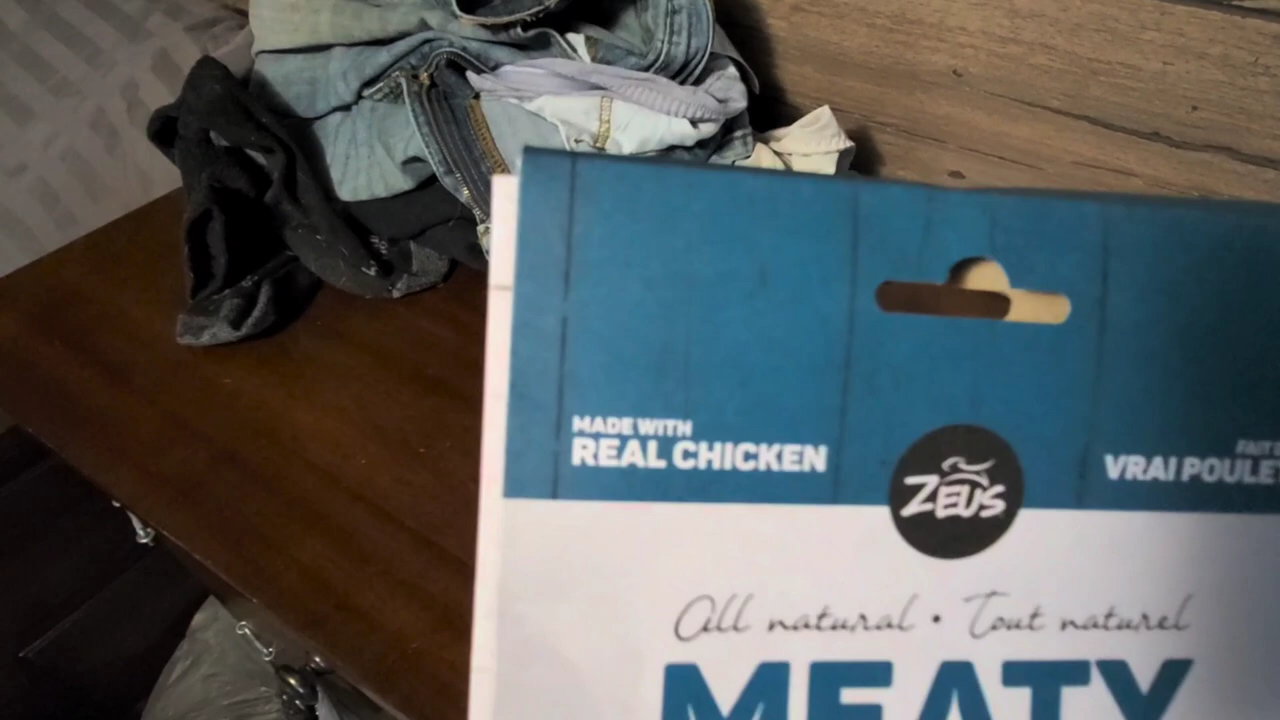 MADE WITH
REAL CHICKEN
VRAI POULET
ZEUS
All natural • Tout naturel
MEATY